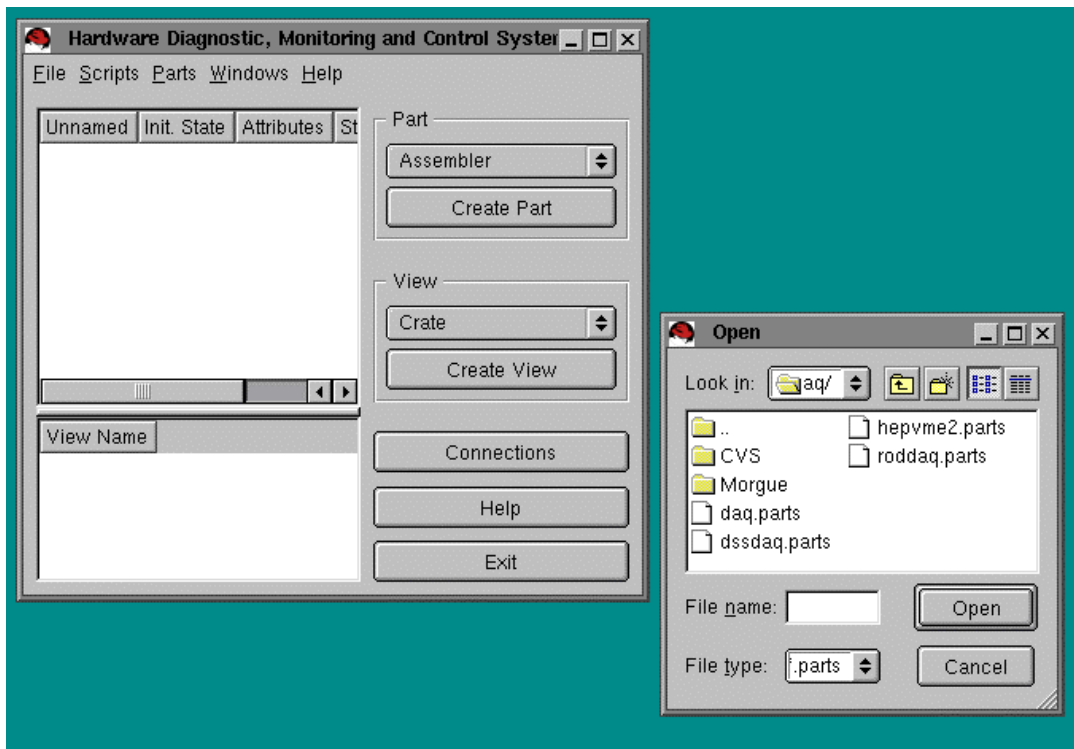 Hardware Diagnostic, Monitoring and Control Syster
File Scripts Parts Windows Help
Unnamed Init. State Attributes St
Part
Assembler
Create Part
View
Crate
Create View
View Name
Connections
Help
Exit
Open
Look in: aq/
..
CVS
Morgue
daq.parts
dssdaq.parts
hepvme2.parts
roddaq.parts
File name:
Open
File type: .parts
Cancel